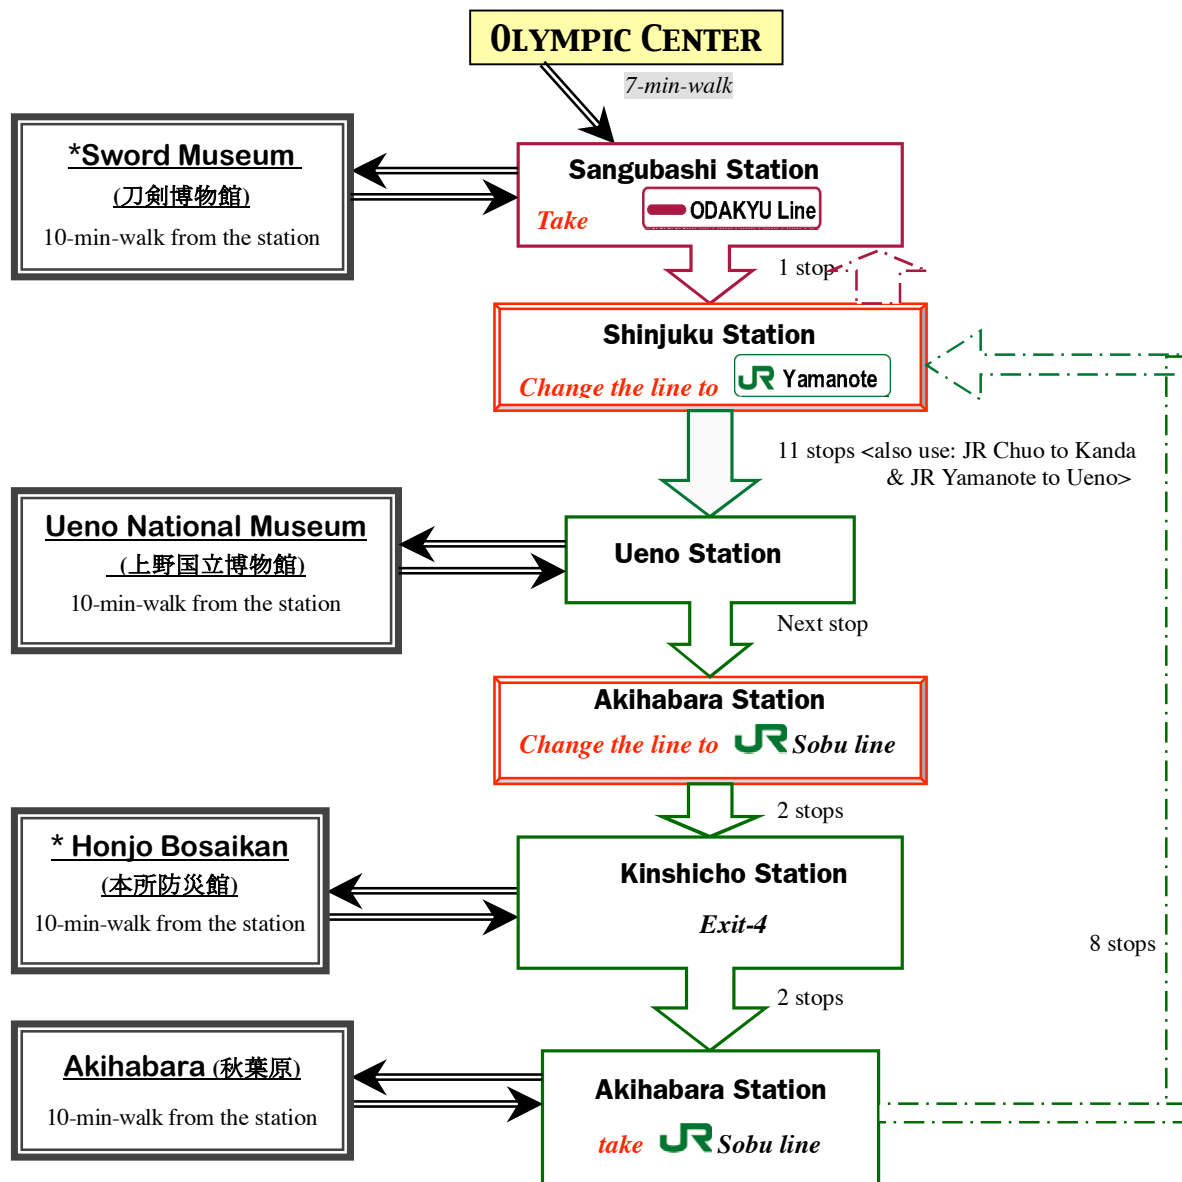 OLYMPIC CENTER
7-min-walk
*Sword Museum
(刀剣博物館)
10-min-walk from the station
Sangubashi Station
Take ODAKYU Line
1 stop
Shinjuku Station
Change the line to JR Yamanote
11 stops <also use: JR Chuo to Kanda
& JR Yamanote to Ueno>
Ueno National Museum
(上野国立博物館)
10-min-walk from the station
Ueno Station
Next stop
Akihabara Station
Change the line to JR Sobu line
2 stops
* Honjo Bosaikan
(本所防災館)
10-min-walk from the station
Kinshicho Station
Exit-4
8 stops
2 stops
Akihabara (秋葉原)
10-min-walk from the station
Akihabara Station
take JR Sobu line